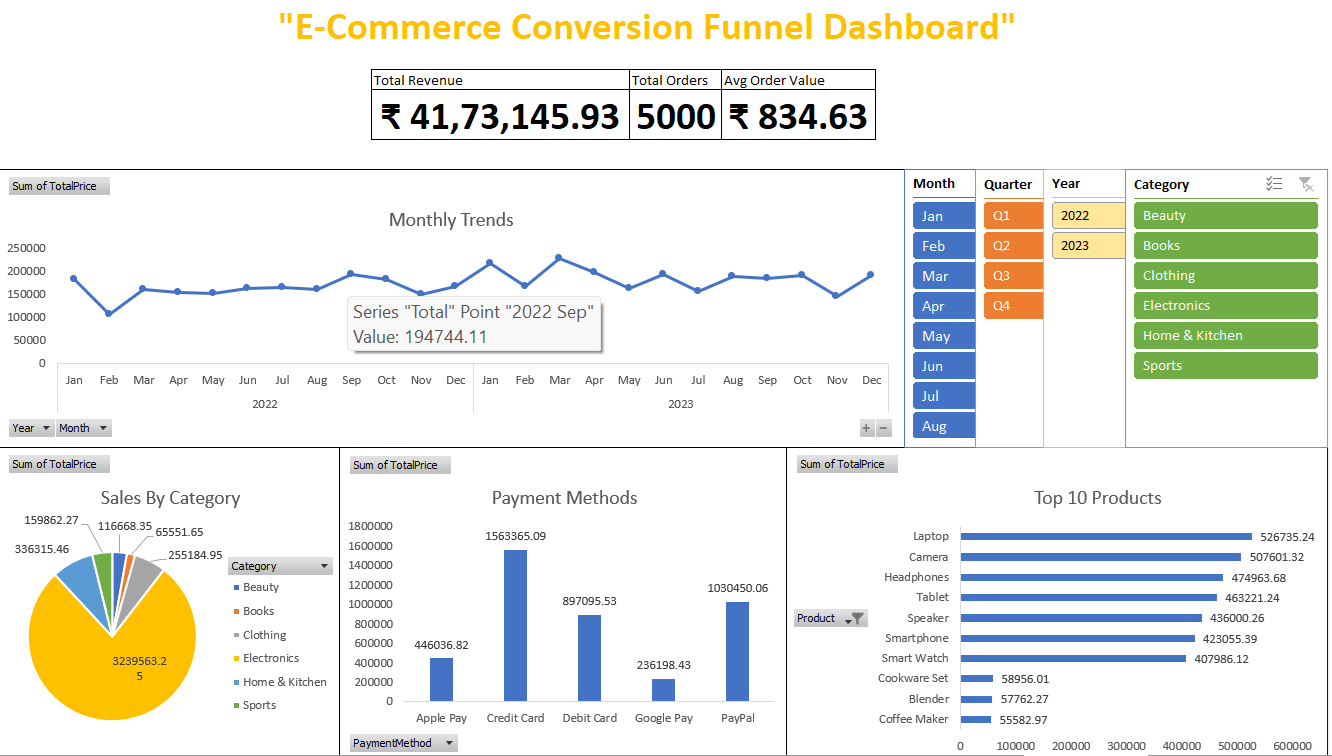 "E-Commerce Conversion Funnel Dashboard"
Total Revenue Total Orders Avg Order Value
₹ 41,73,145.93 5000 ₹ 834.63
Sum of TotalPrice
Monthly Trends
250000
200000
150000
100000
50000
0
Series "Total" Point "2022 Sep"
Value: 194744.11
Jan Feb Mar Apr May Jun Jul Aug Sep Oct Nov Dec Jan Feb Mar Apr May Jun Jul Aug Sep Oct Nov Dec
2022 2023
Year Month
+ −
Month
Jan
Feb
Mar
Apr
May
Jun
Jul
Aug
Quarter
Q1
Q2
Q3
Q4
Year
2022
2023
Category
Beauty
Books
Clothing
Electronics
Home & Kitchen
Sports
Sum of TotalPrice
Sales By Category
159862.27
116668.35
65551.65
336315.46
255184.95
3239563.2
5
Category
Beauty
Books
Clothing
Electronics
Home & Kitchen
Sports
Sum of TotalPrice
Payment Methods
1800000
1600000
1400000
1200000
1000000
800000
600000
400000
200000
0
446036.82
1563365.09
897095.53
236198.43
1030450.06
Apple Pay Credit Card Debit Card Google Pay PayPal
PaymentMethod
Sum of TotalPrice
Top 10 Products
Product
Laptop 526735.24
Camera 507601.32
Headphones 474963.68
Tablet 463221.24
Speaker 436000.26
Smartphone 423055.39
Smart Watch 407986.12
Cookware Set 58956.01
Blender 57762.27
Coffee Maker 55582.97
0 100000 200000 300000 400000 500000 600000